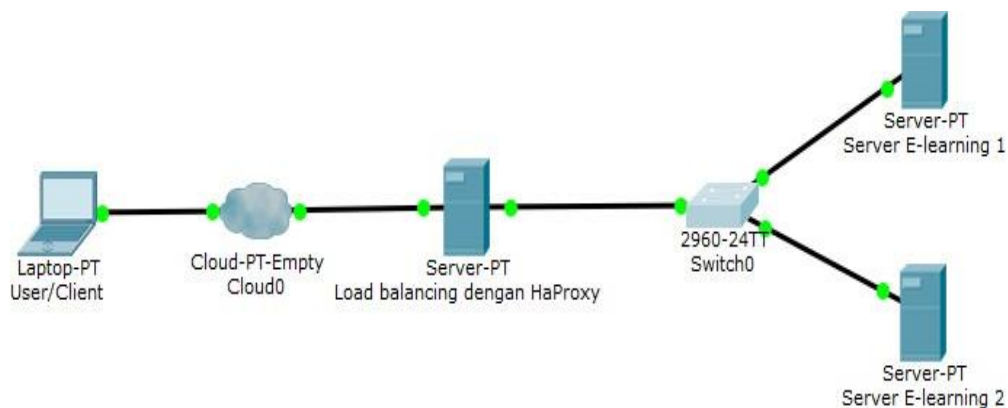 Server-PT
Server E-learning 1
Laptop-PT
User/Client
Cloud-PT-Empty
Cloud0
Server-PT
Load balancing dengan HaProxy
2960-24TT
Switch0
Server-PT
Server E-learning 2